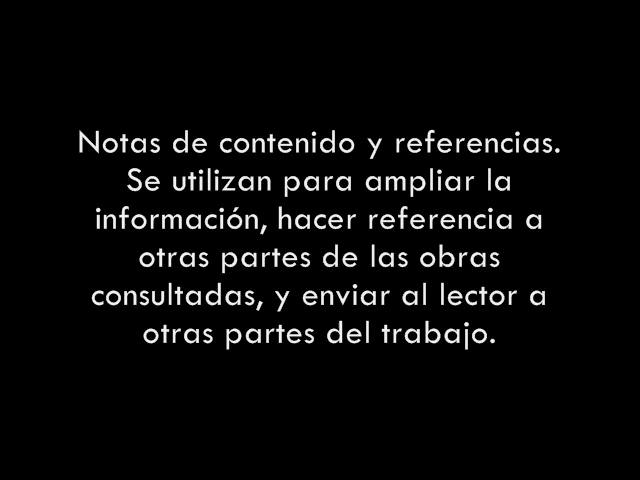 Notas de contenido y referencias.
Se utilizan para ampliar la
información, hacer referencia a
otras partes de las obras
consultadas, y enviar al lector a
otras partes del trabajo.